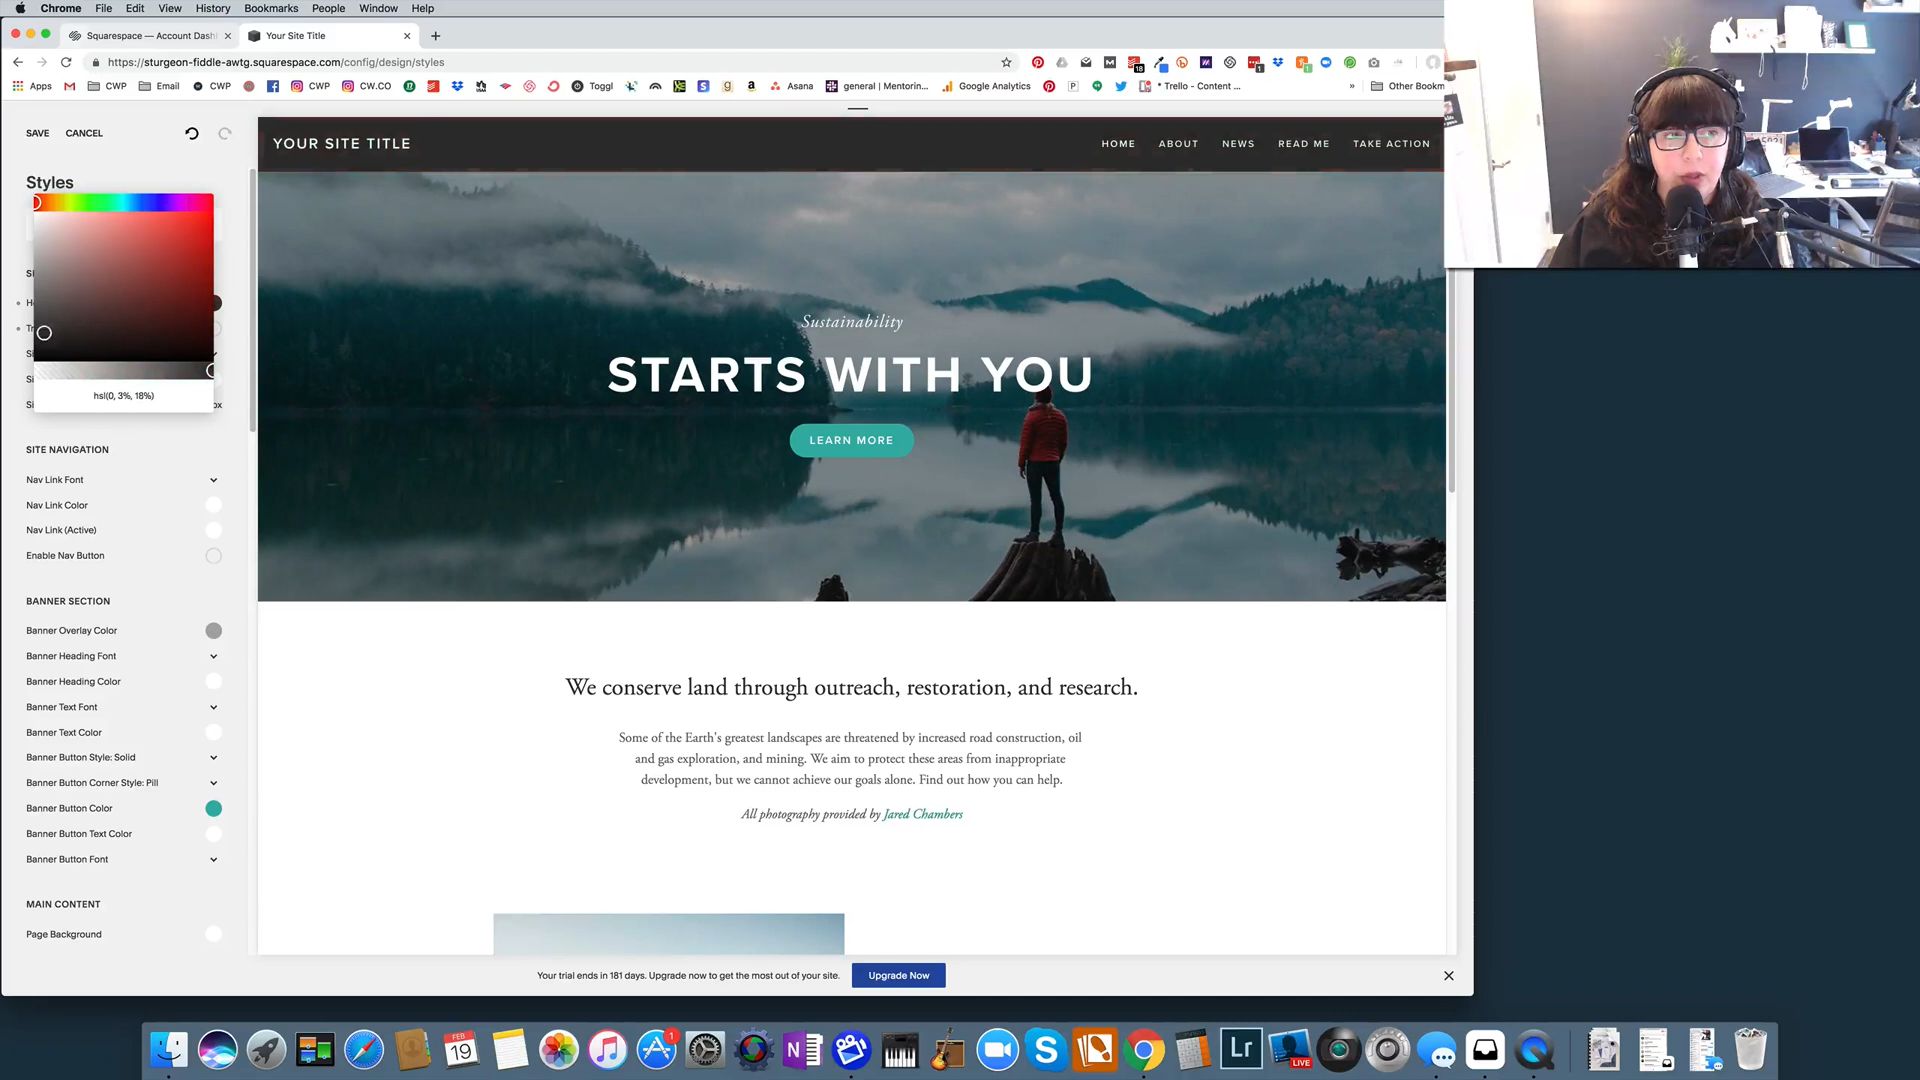 Chrome File Edit View History Bookmarks People Window Help
Squarespace — Account Dash
Your Site Title
https://sturgeon-fiddle-awtg.squarespace.com/config/design/styles
Apps CWP Email CWP CWP CW.CO Toggl Asana general | Mentorin... Google Analytics * Trello - Content ... » Other Bookm
SAVE CANCEL
Styles
hsl(0, 3%, 18%)
SITE NAVIGATION
Nav Link Font
Nav Link Color
Nav Link (Active)
Enable Nav Button
BANNER SECTION
Banner Overlay Color
Banner Heading Font
Banner Heading Color
Banner Text Font
Banner Text Color
Banner Button Style: Solid
Banner Button Corner Style: Pill
Banner Button Color
Banner Button Text Color
Banner Button Font
MAIN CONTENT
Page Background
YOUR SITE TITLE
HOME ABOUT NEWS READ ME TAKE ACTION
Sustainability
STARTS WITH YOU
LEARN MORE
We conserve land through outreach, restoration, and research.
Some of the Earth's greatest landscapes are threatened by increased road construction, oil
and gas exploration, and mining. We aim to protect these areas from inappropriate
development, but we cannot achieve our goals alone. Find out how you can help.
All photography provided by Jared Chambers
Your trial ends in 181 days. Upgrade now to get the most out of your site. Upgrade Now
FEB
19
1
N
S
Lr
LIVE